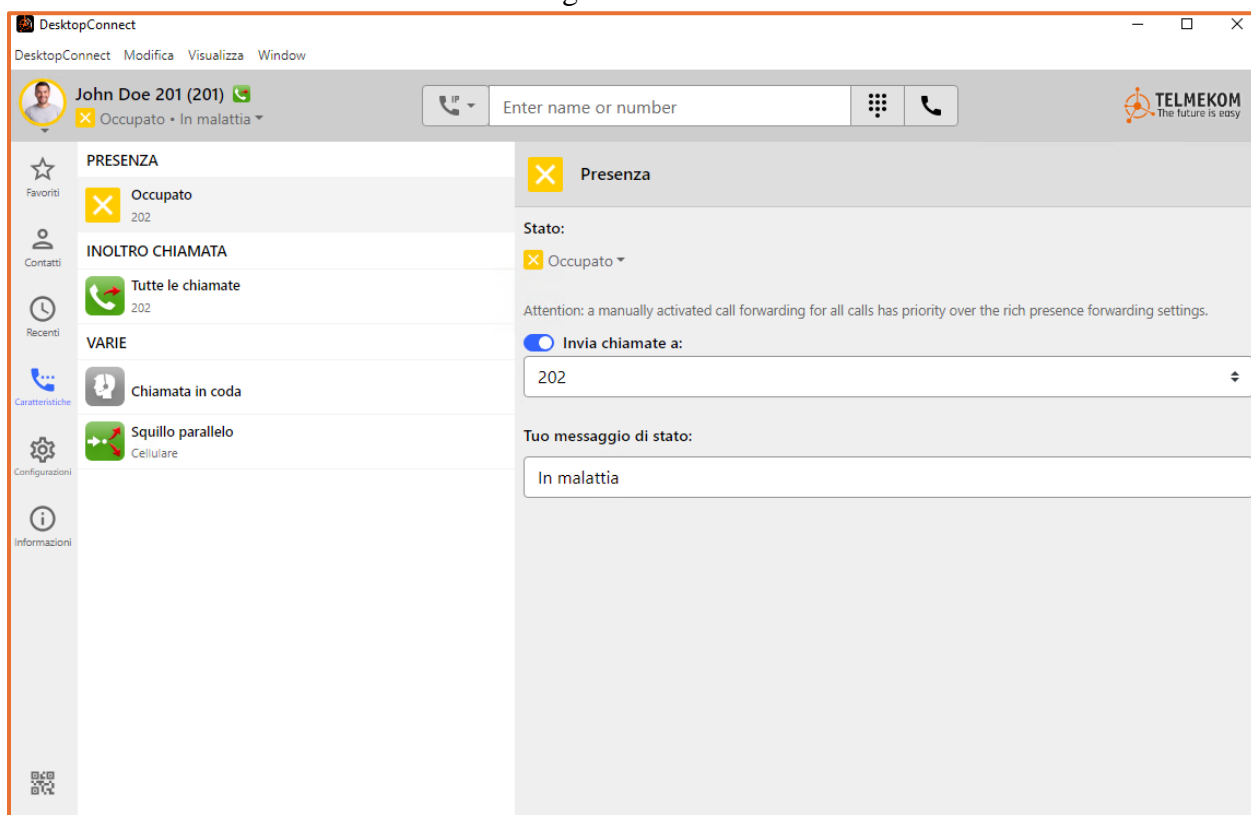 DesktopConnect
DesktopConnect Modifica Visualizza Window
John Doe 201 (201)
Occupato • In malattia
IP
Enter name or number
TELMEKOM
The future is easy
Favoriti
Contatti
Recenti
Caratteristiche
Configurazioni
Informazioni
PRESENZA
Occupato
202
INOLTRO CHIAMATA
Tutte le chiamate
202
VARIE
Chiamata in coda
Squillo parallelo
Cellulare
Presenza
Stato:
Occupato
Attention: a manually activated call forwarding for all calls has priority over the rich presence forwarding settings.
Invia chiamate a:
202
Tuo messaggio di stato:
In malattia